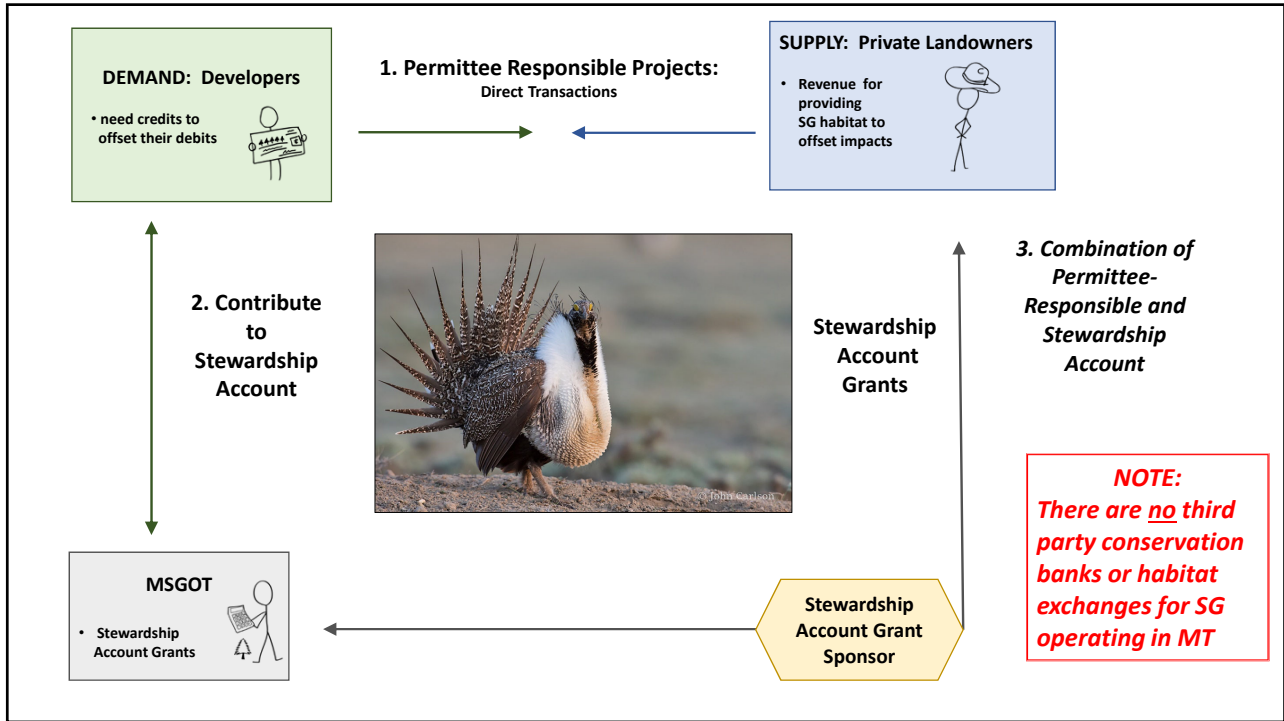 DEMAND: Developers
• need credits to
offset their debits
1. Permittee Responsible Projects:
Direct Transactions
SUPPLY: Private Landowners
• Revenue for
providing
SG habitat to
offset impacts
2. Contribute
to
Stewardship
Account
© John Carlson
Stewardship
Account
Grants
3. Combination of
Permittee-
Responsible and
Stewardship
Account
MSGOT
• Stewardship
Account Grants
Stewardship
Account Grant
Sponsor
NOTE:
There are no third
party conservation
banks or habitat
exchanges for SG
operating in MT